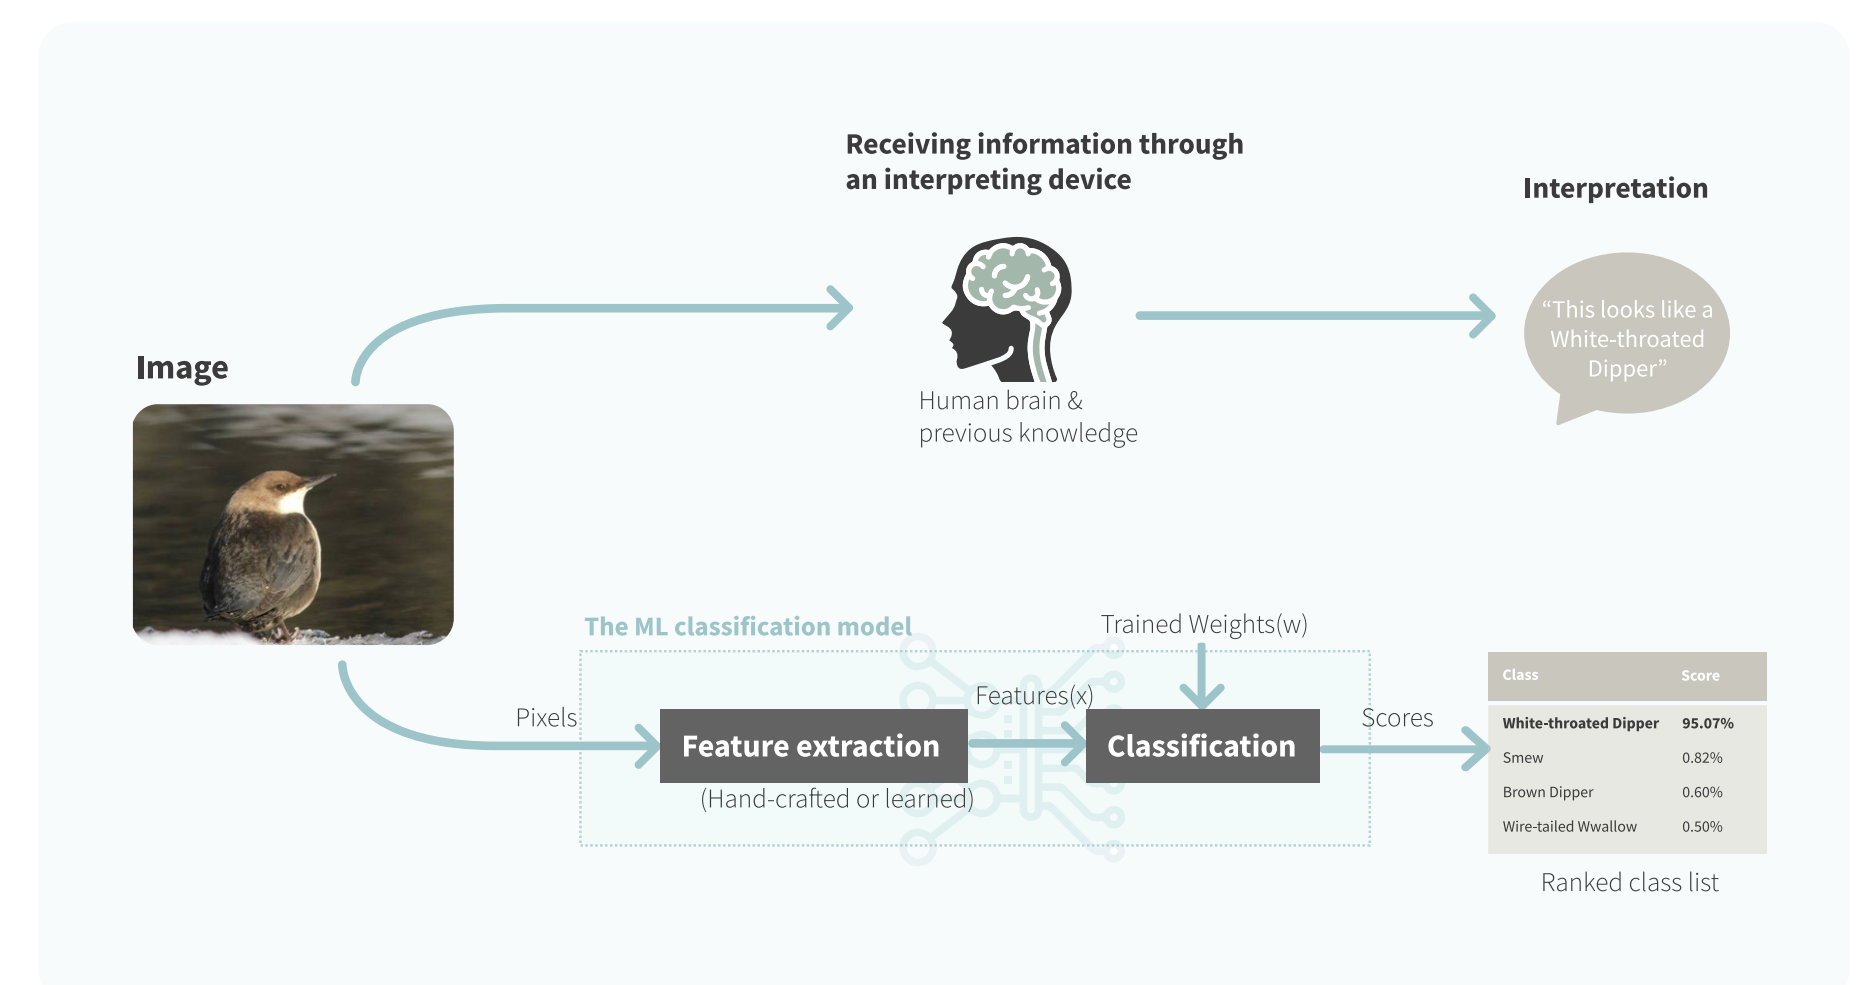 Receiving information through
an interpreting device
Interpretation
“This looks like a
White-throated
Dipper”
Image
Human brain &
previous knowledge
The ML classification model
Trained Weights(w)
Pixels
Features(x)
Scores
Feature extraction
Classification
(Hand-crafted or learned)
Class Score
White-throated Dipper 95.07%
Smew 0.82%
Brown Dipper 0.60%
Wire-tailed Wwallow 0.50%
Ranked class list